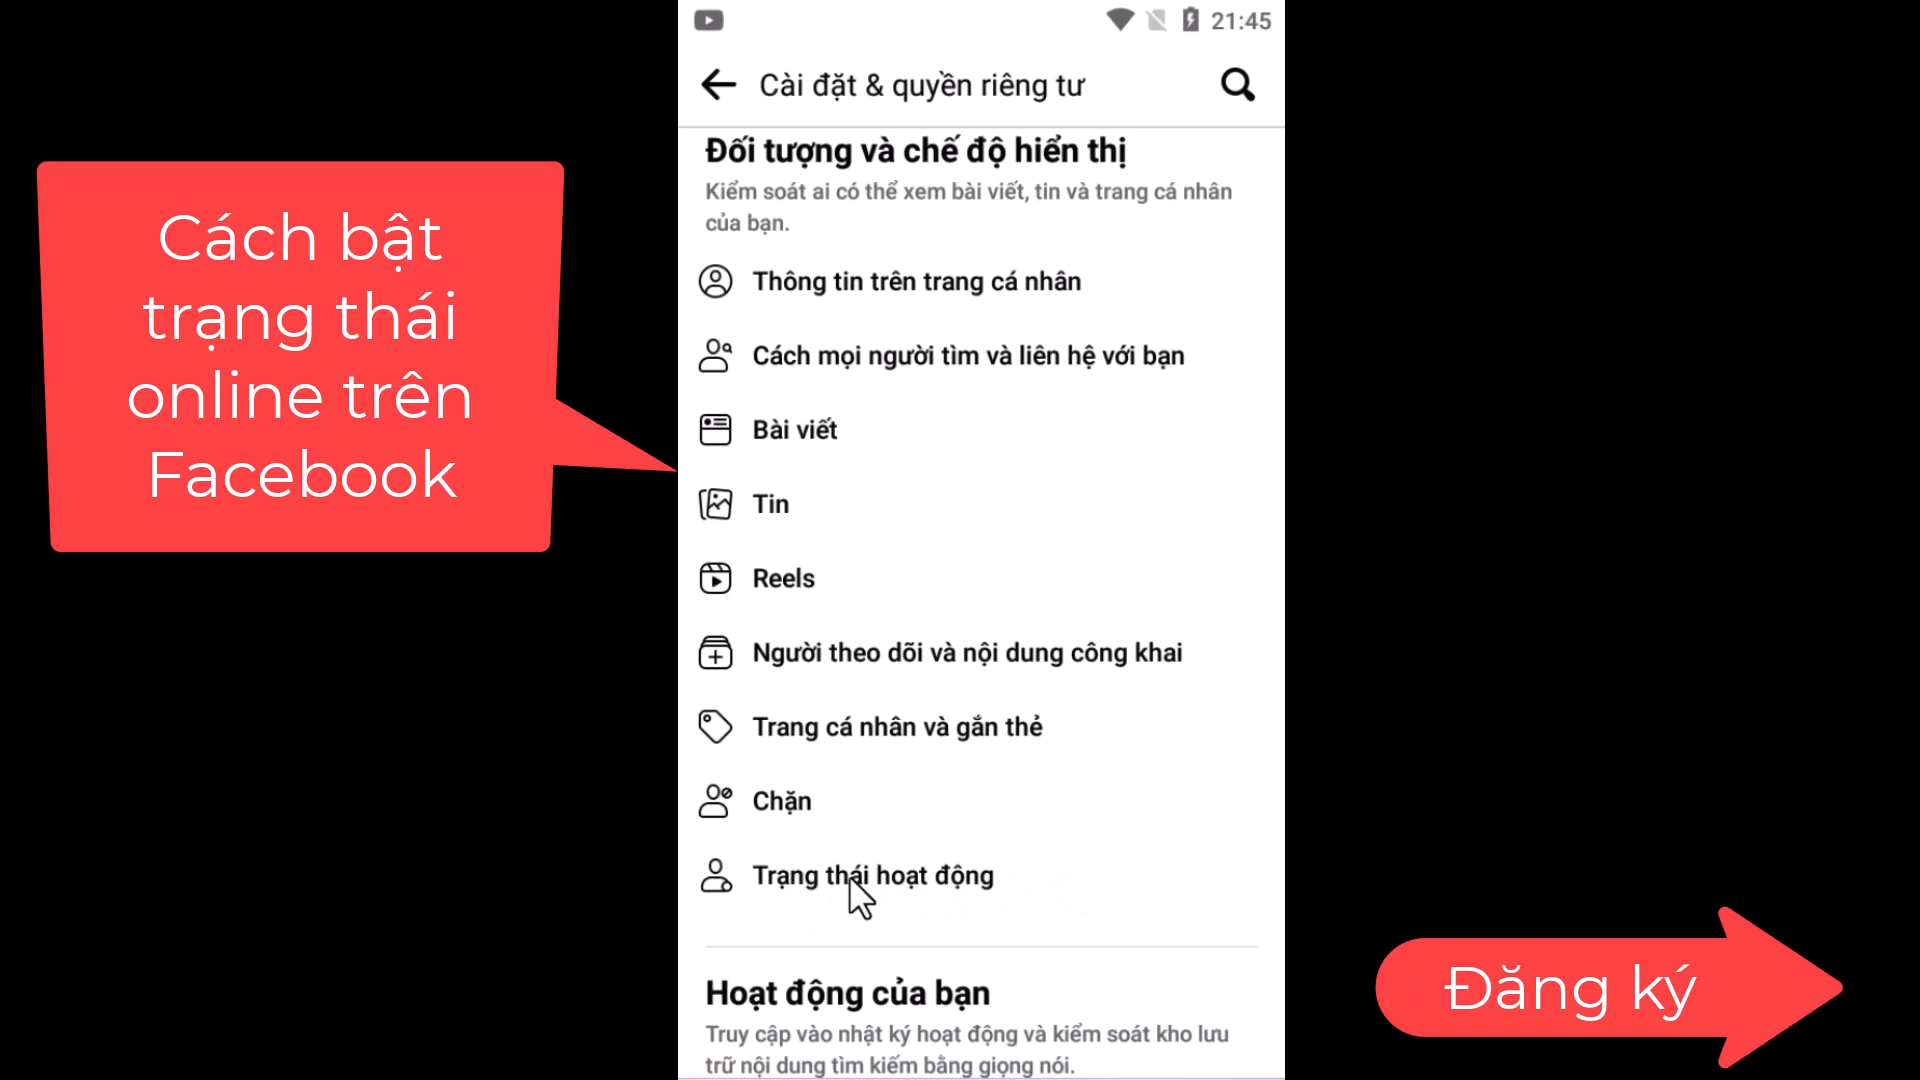 21:45
Cài đặt & quyền riêng tư
Đối tượng và chế độ hiển thị
Kiểm soát ai có thể xem bài viết, tin và trang cá nhân
của bạn.
Cách bật
trạng thái
online trên
Facebook
Thông tin trên trang cá nhân
Cách mọi người tìm và liên hệ với bạn
Bài viết
Tin
Reels
Người theo dõi và nội dung công khai
Trang cá nhân và gắn thẻ
Chặn
Trạng thái hoạt động
Hoạt động của bạn
Truy cập vào nhật ký hoạt động và kiểm soát kho lưu
trữ nội dung tìm kiếm bằng giọng nói.
Đăng ký